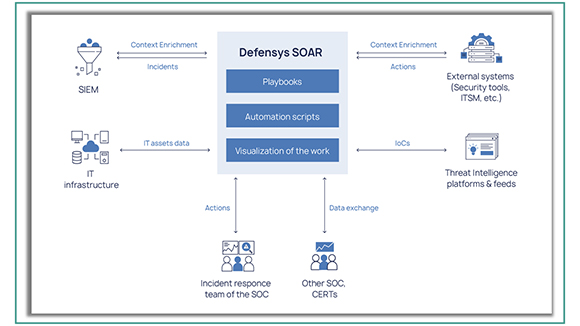 Defensys SOAR
Playbooks
Automation scripts
Visualization of the work
Context Enrichment
Incidents
SIEM
Context Enrichment
Actions
External systems
(Security tools,
ITSM, etc.)
IT assets data
IT
infrastructure
IoCs
Threat Intelligence
platforms & feeds
Actions
Data exchange
Incident responce
team of the SOC
Other SOC,
CERTs